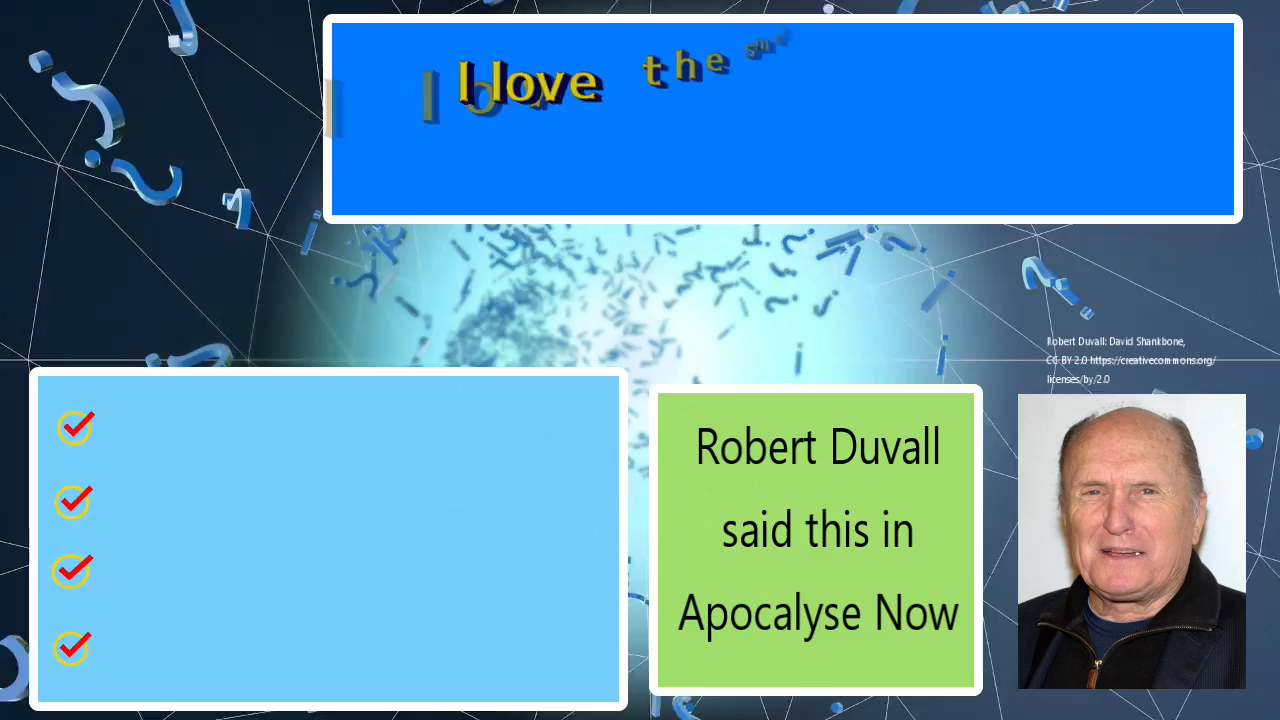 I love the
Robert Duvall: David Shankbone,
CC BY 2.0 https://creativecommons.org/
licenses/by/2.0
Robert Duvall
said this in
Apocalyse Now